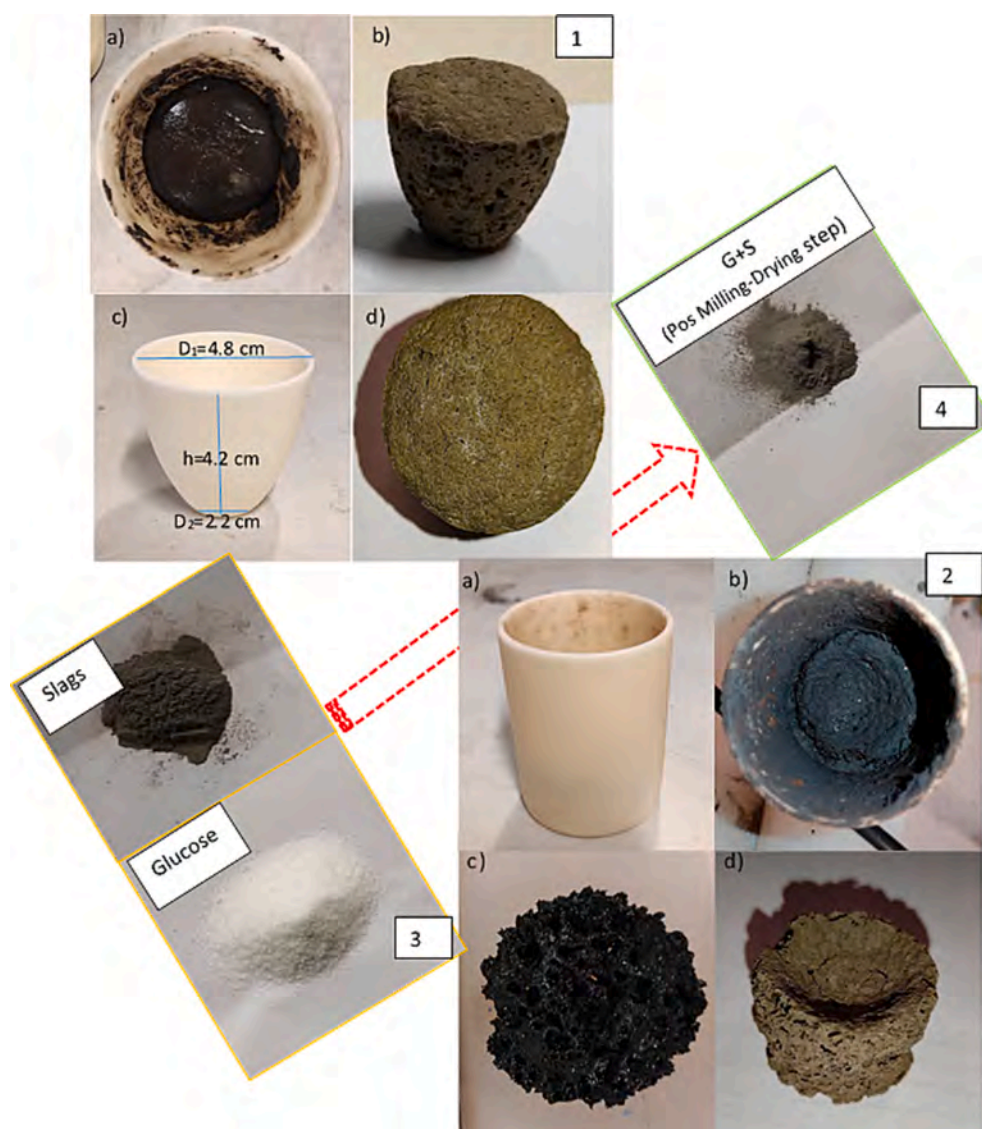 a)
b)
1
c)
D₁=4.8 cm
h=4.2 cm
D₂=2.2 cm
d)
G+S
(Pos Milling-Drying step)
4
Slags
Glucose
3
a)
b)
2
c)
d)